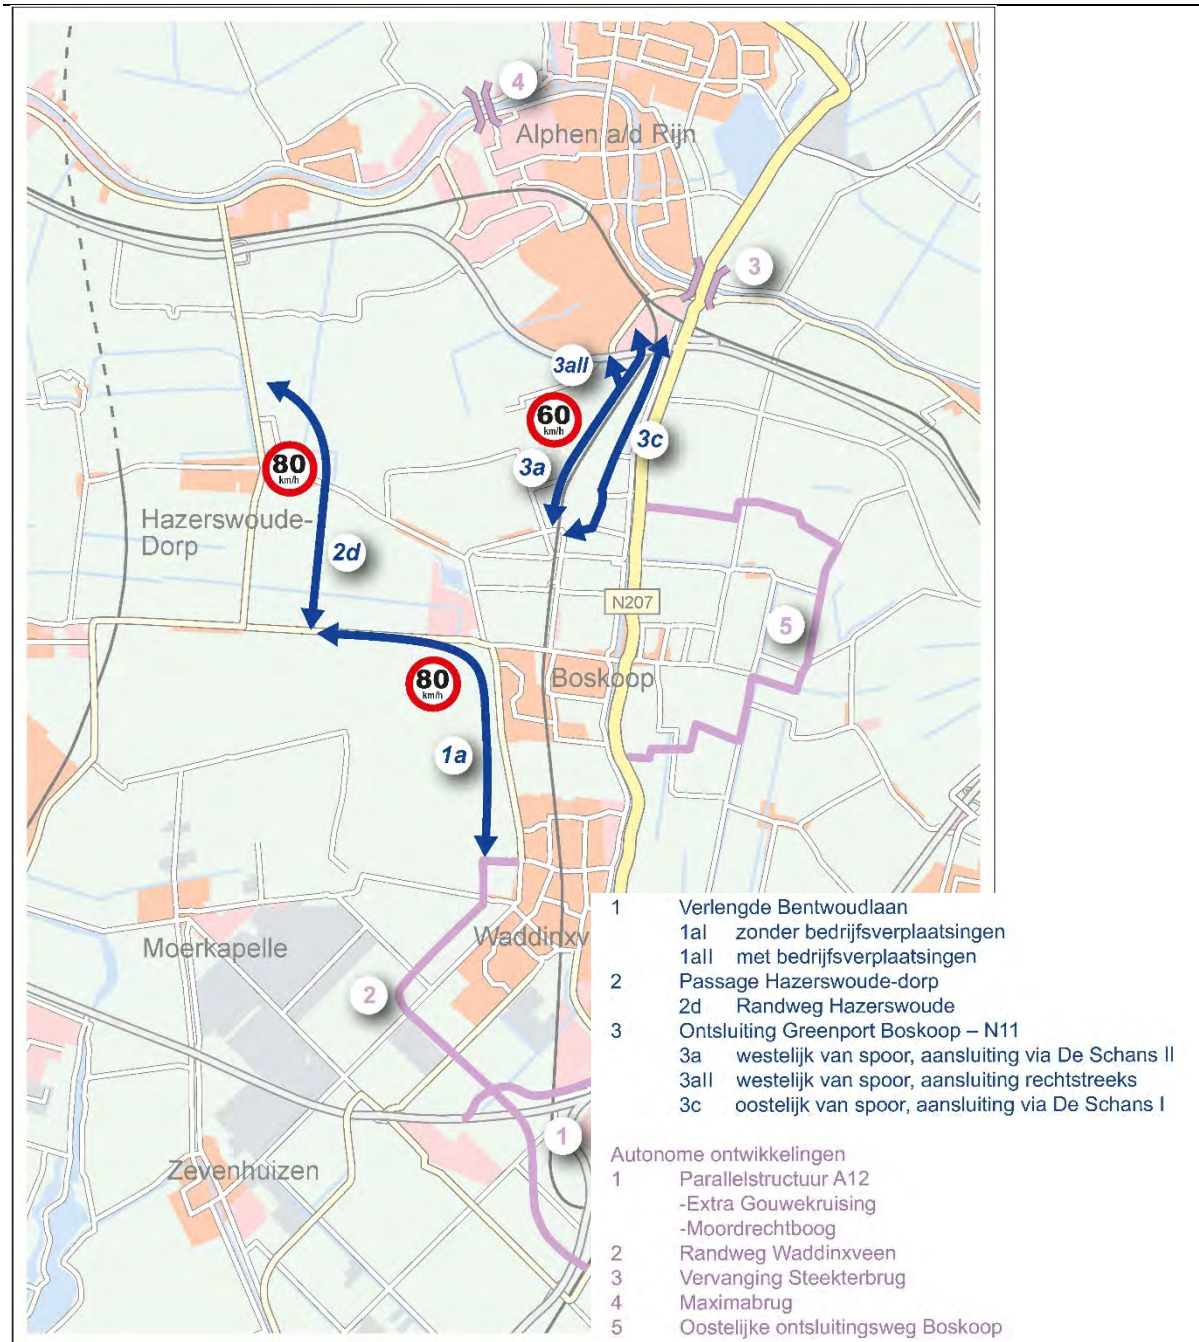 4
Alphen a/d Rijn
3
3all
60
km/h
3c
3a
80
km/h
Hazerswoude-
Dorp
2d
N207
5
Boskoop
80
km/h
1a
Moerkapelle
Waddinxv
2
1
Zevenhuizen
1 Verlengde Bentwoudlaan
1aI zonder bedrijfsverplaatsingen
1aII met bedrijfsverplaatsingen
2 Passage Hazerswoude-dorp
2d Randweg Hazerswoude
3 Ontsluiting Greenport Boskoop – N11
3a westelijk van spoor, aansluiting via De Schans II
3aII westelijk van spoor, aansluiting rechtstreeks
3c oostelijk van spoor, aansluiting via De Schans I
Autonome ontwikkelingen
1 Parallelstructuur A12
-Extra Gouwekruising
-Moordrechtboog
2 Randweg Waddinxveen
3 Vervanging Steekterbrug
4 Maximabrug
5 Oostelijke ontsluitingsweg Boskoop